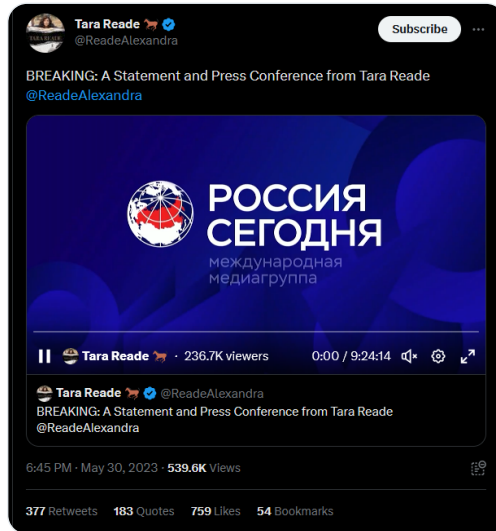 Tara Reade
@ReadeAlexandra
Subscribe
BREAKING: A Statement and Press Conference from Tara Reade
@ReadeAlexandra
РОССИЯ
СЕГОДНЯ
международная
медиагруппа
Tara Reade · 236.7K viewers 0:00 / 9:24:14
Tara Reade @ReadeAlexandra
BREAKING: A Statement and Press Conference from Tara Reade
@ReadeAlexandra
6:45 PM · May 30, 2023 · 539.6K Views
377 Retweets 183 Quotes 759 Likes 54 Bookmarks